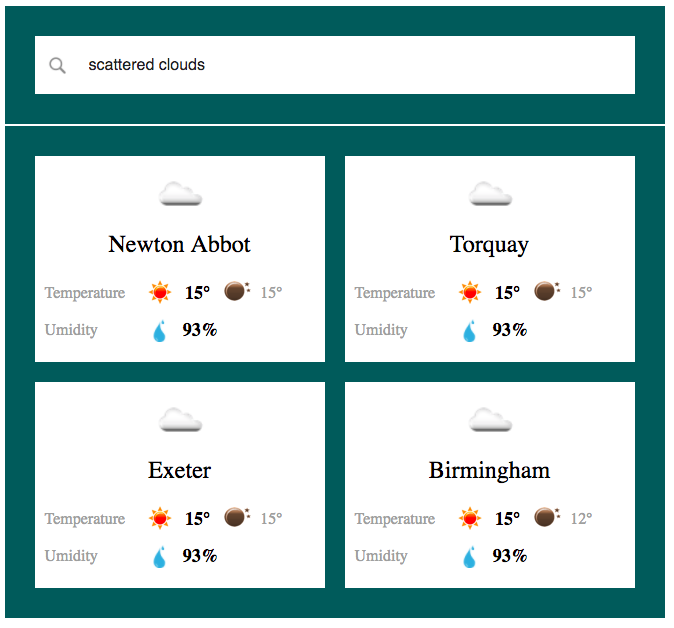 scattered clouds
Newton Abbot
Temperature 15° 15°
Umidity 93%
Torquay
Temperature 15° 15°
Umidity 93%
Exeter
Temperature 15° 15°
Umidity 93%
Birmingham
Temperature 15° 12°
Umidity 93%